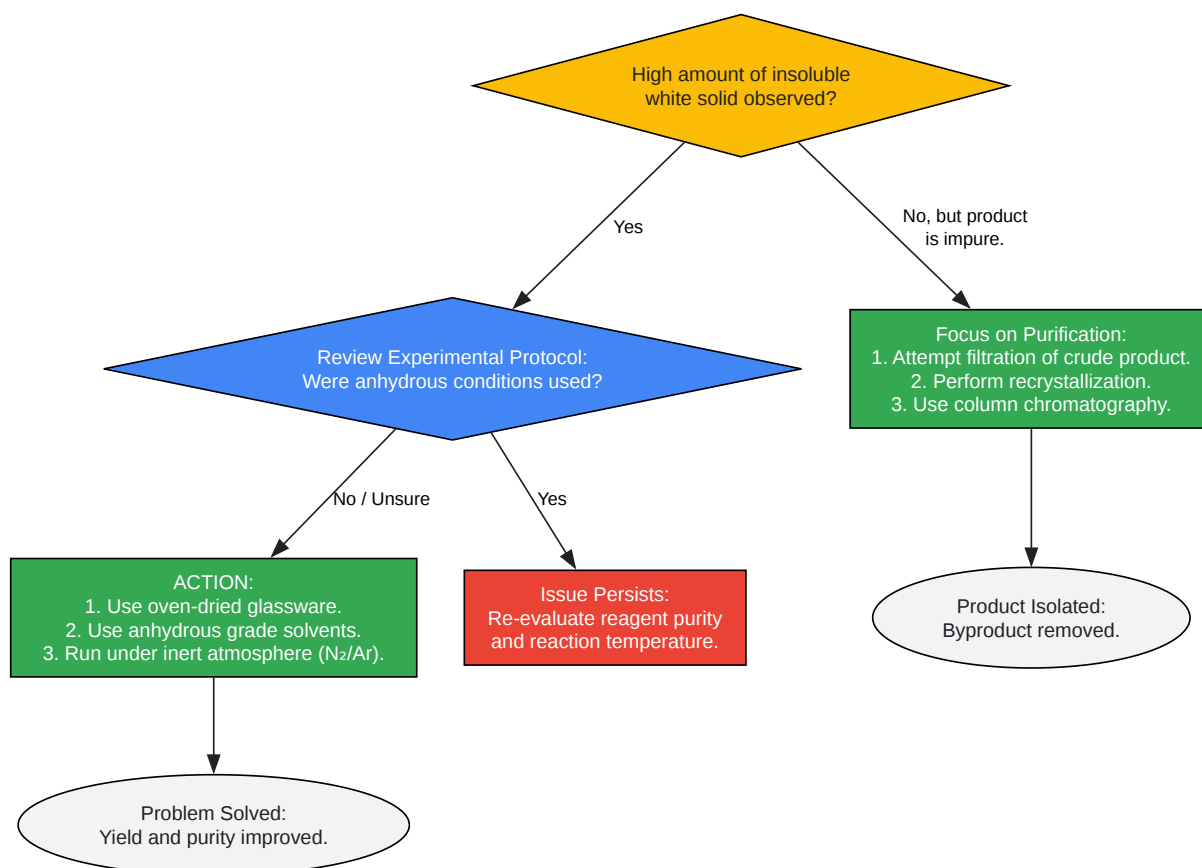 High amount of insoluble
white solid observed?
Yes
No, but product
is impure.
Review Experimental Protocol:
Were anhydrous conditions used?
Focus on Purification:
1. Attempt filtration of crude product.
2. Perform recrystallization.
3. Use column chromatography.
No / Unsure
Yes
ACTION:
1. Use oven-dried glassware.
2. Use anhydrous grade solvents.
3. Run under inert atmosphere (N₂/Ar).
Issue Persists:
Re-evaluate reagent purity
and reaction temperature.
Product Isolated:
Byproduct removed.
Problem Solved:
Yield and purity improved.